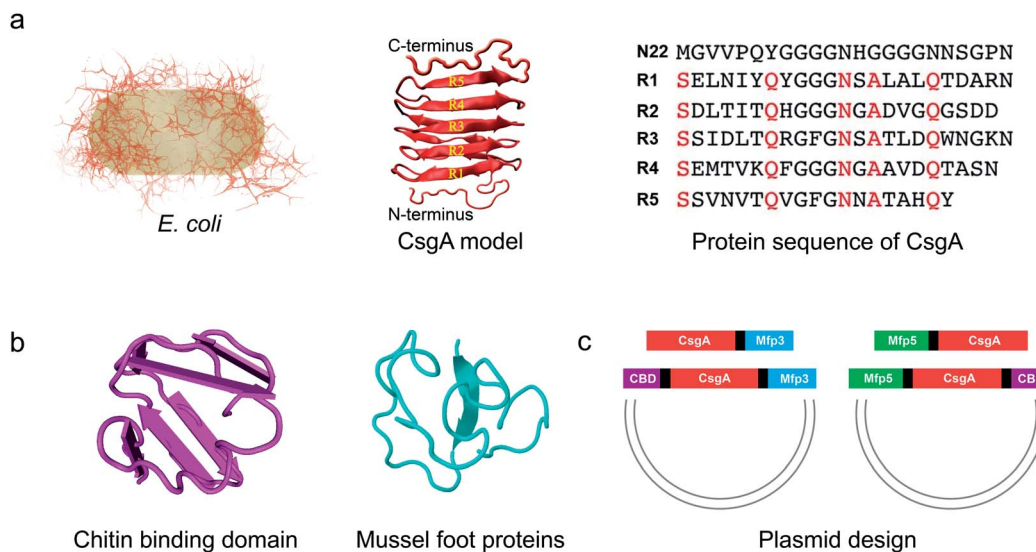 a
C-terminus
R5
R4
R3
R2
R1
N-terminus
E. coli
CsgA model
N22 MGVVPQYGGGGNHGGGGNNSGPN
R1 SELNIYQYGGGNSALALQTDARN
R2 SDLTITQHGGGNGADVGQGSDD
R3 SSIDLTQRGFGNSATLDQWNGKN
R4 SEMTVKQFGGGNGAAVDQTASN
R5 SSVNVTQVGFGNNATAHQY
Protein sequence of CsgA
b
Chitin binding domain
Mussel foot proteins
c
CsgA Mfp3
Mfp5 CsgA
CBD CsgA Mfp3
Mfp5 CsgA CB
Plasmid design